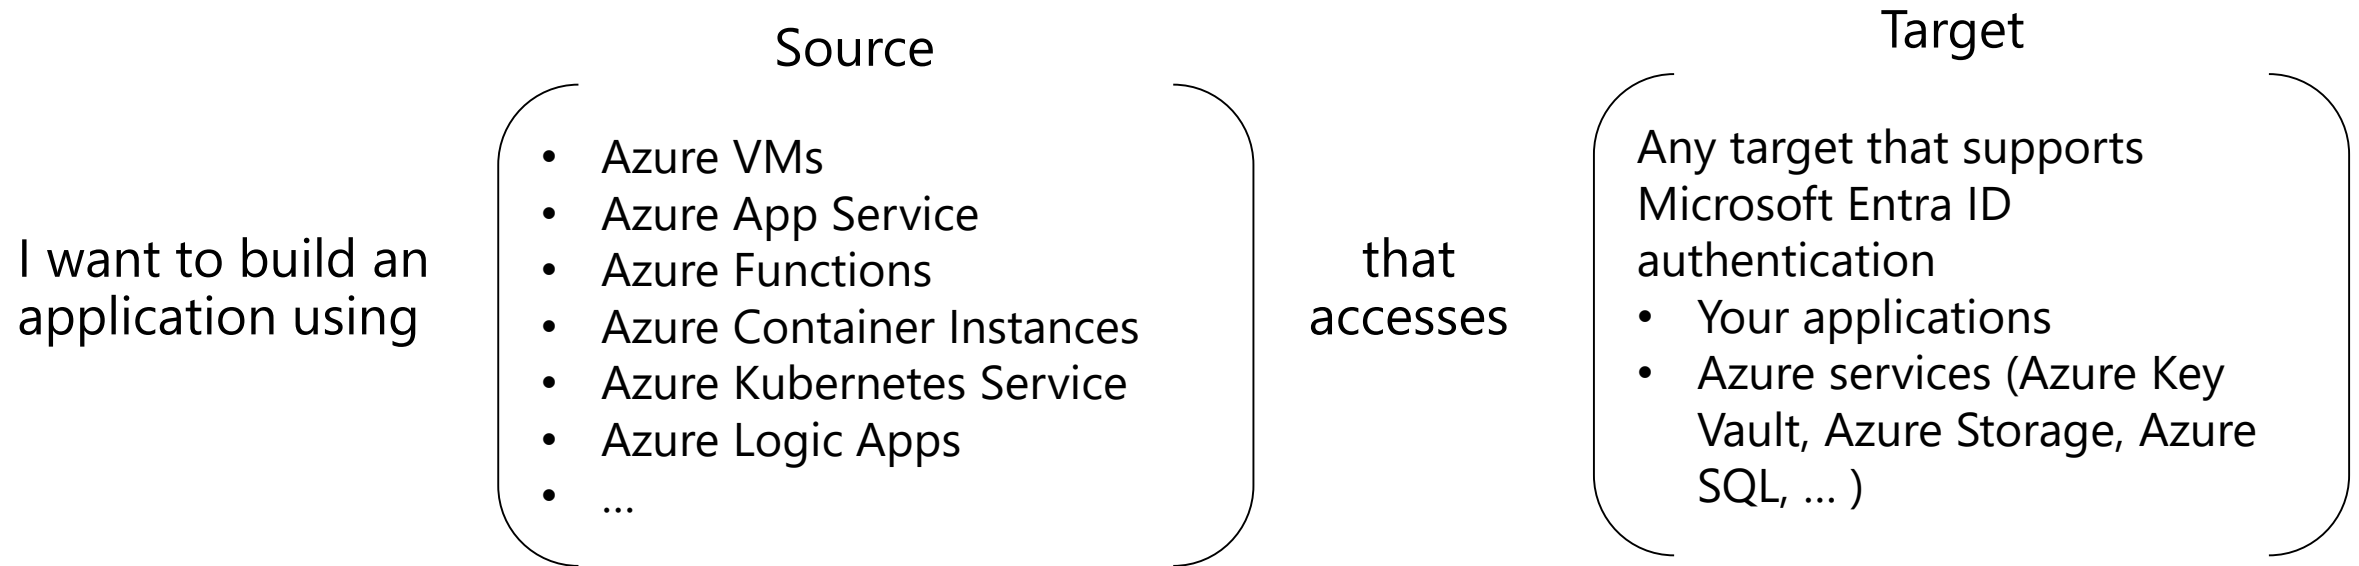 I want to build an
application using
Source
• Azure VMs
• Azure App Service
• Azure Functions
• Azure Container Instances
• Azure Kubernetes Service
• Azure Logic Apps
• ...
that
accesses
Target
Any target that supports
Microsoft Entra ID
authentication
• Your applications
• Azure services (Azure Key
Vault, Azure Storage, Azure
SQL, ... )